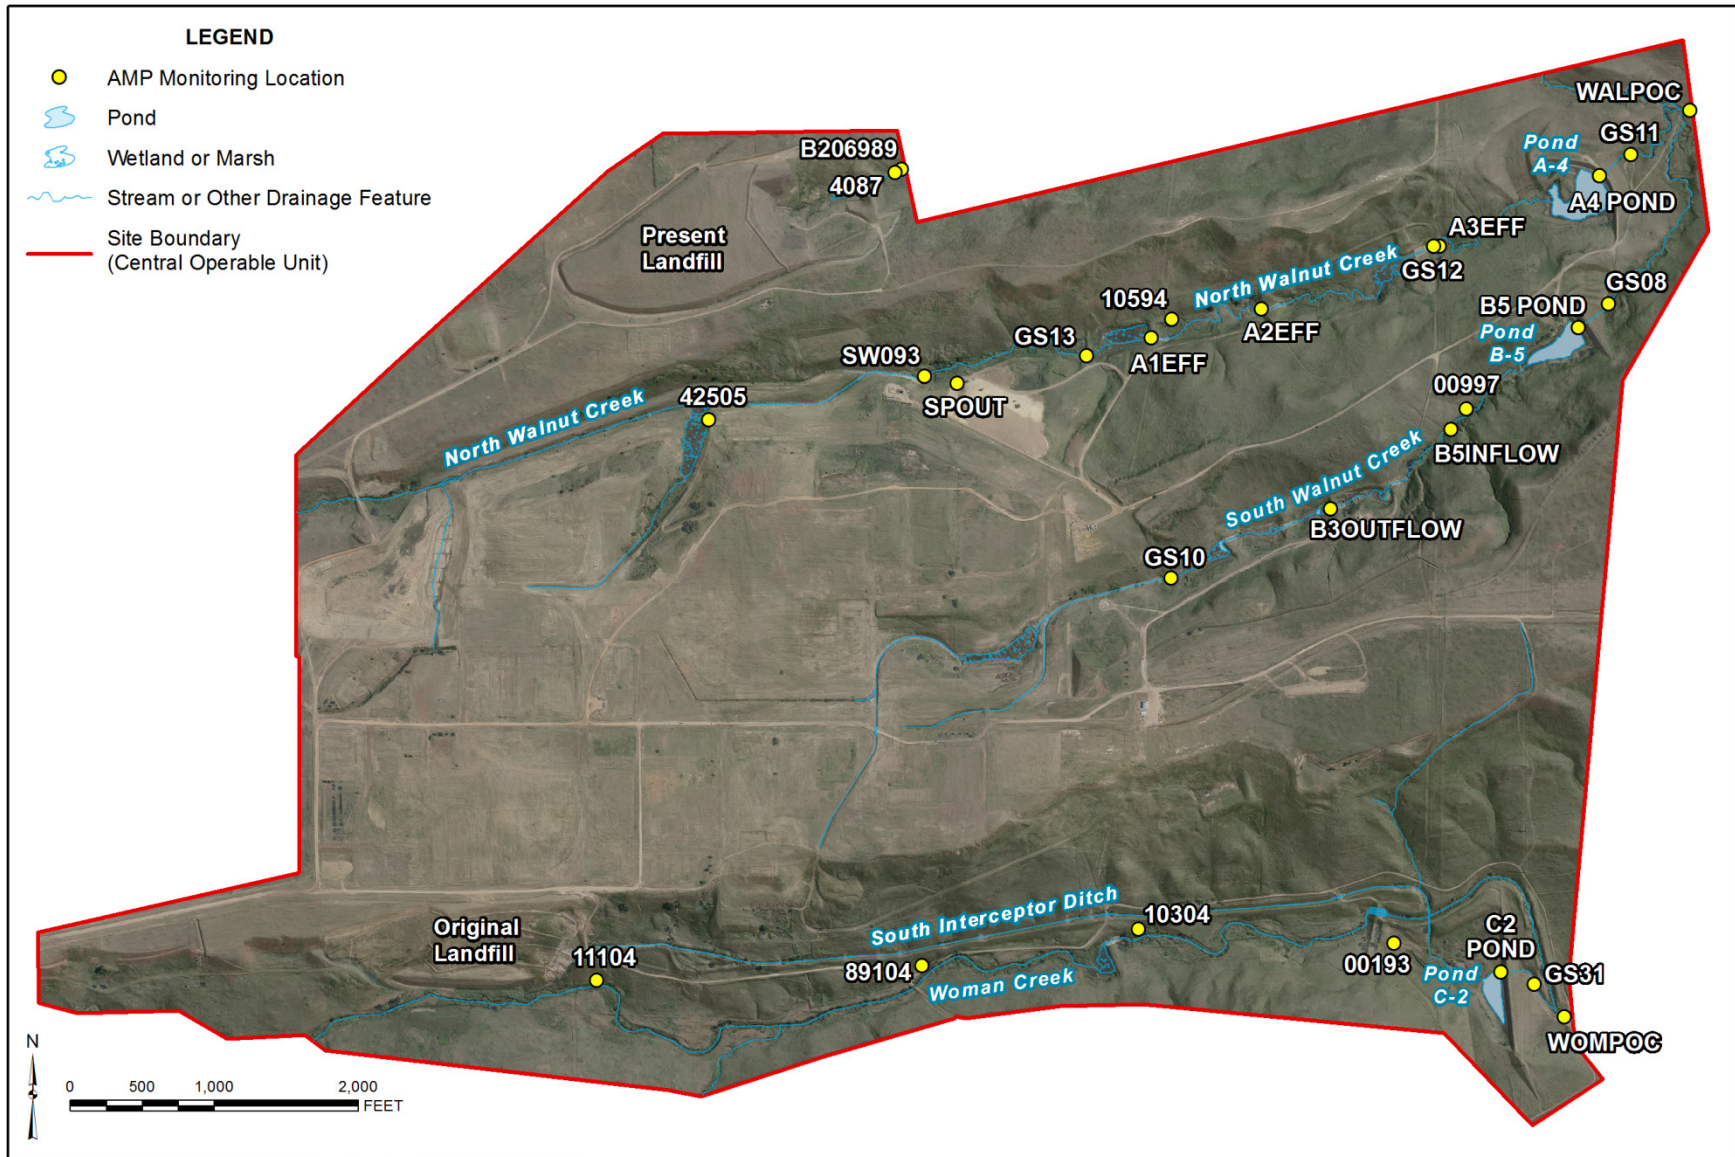 LEGEND
AMP Monitoring Location
Pond
Wetland or Marsh
Stream or Other Drainage Feature
Site Boundary
(Central Operable Unit)
WALPOC
GS11
Pond
A-4
A4 POND
B206989
4087
Present
Landfill
A3EFF
GS12
North Walnut Creek
10594
A2EFF
GS08
B5 POND
Pond
B-5
GS13
A1EFF
SW093
SPOUT
42505
North Walnut Creek
00997
B5INFLOW
South Walnut Creek
B3OUTFLOW
GS10
South Interceptor Ditch
10304
Original
Landfill
11104
89104
Woman Creek
00193
C2
POND
Pond
C-2
GS31
WOMPOC
N
0 500 1,000 2,000
FEET